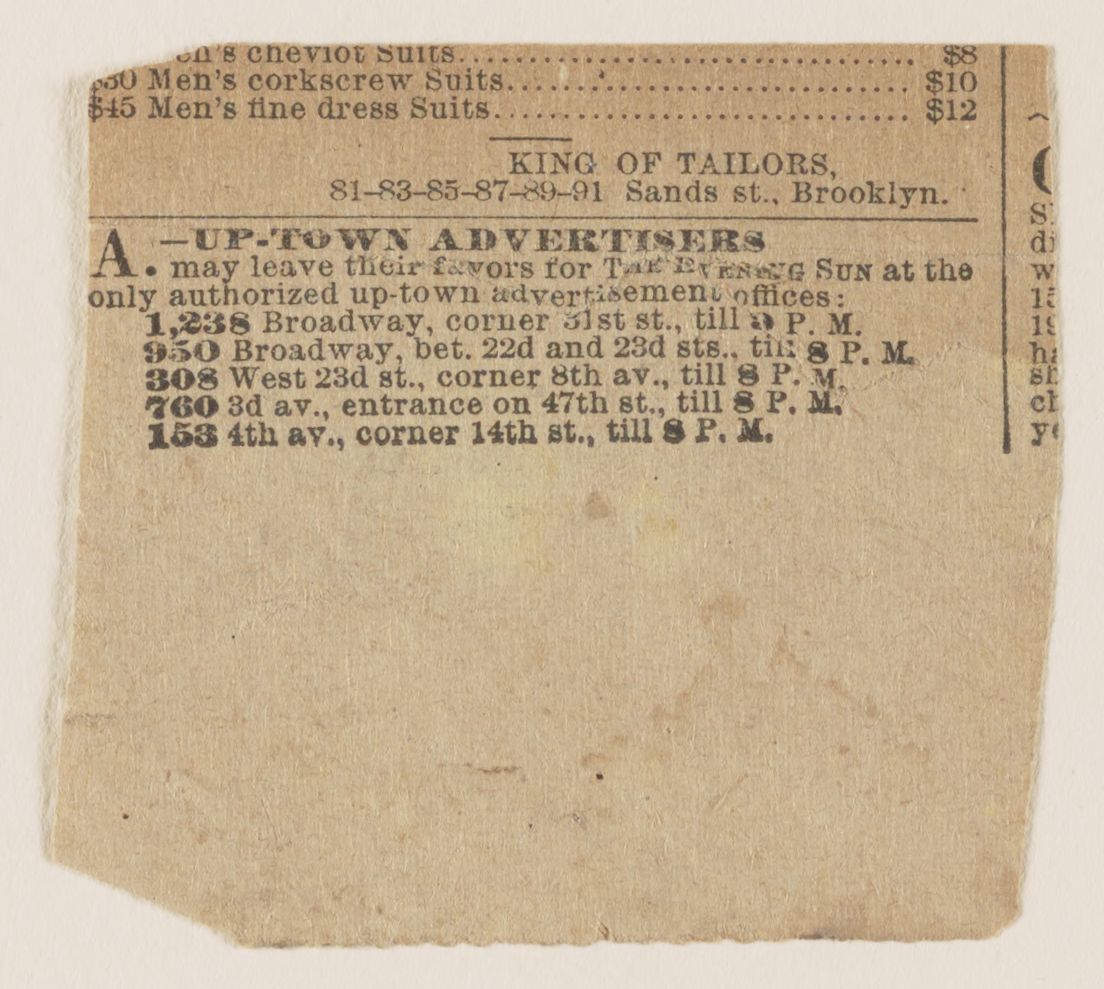 en's cheviot Suits.................................. $8
$30 Men's corkscrew Suits.............................. $10
$45 Men's fine dress Suits.............................. $12
KING OF TAILORS,
81–83–85–87–89–91 Sands st., Brooklyn.
A.—UP-TOWN ADVERTISERS
may leave their favors for THE EVENING SUN at the
only authorized up-town advertisement offices:
1,238 Broadway, corner 31st st., till 9 P. M.
950 Broadway, bet. 22d and 23d sts., till 8 P. M.
308 West 23d st., corner 8th av., till 8 P. M.
760 3d av., entrance on 47th st., till 8 P. M.
153 4th av., corner 14th st., till 8 P. M.